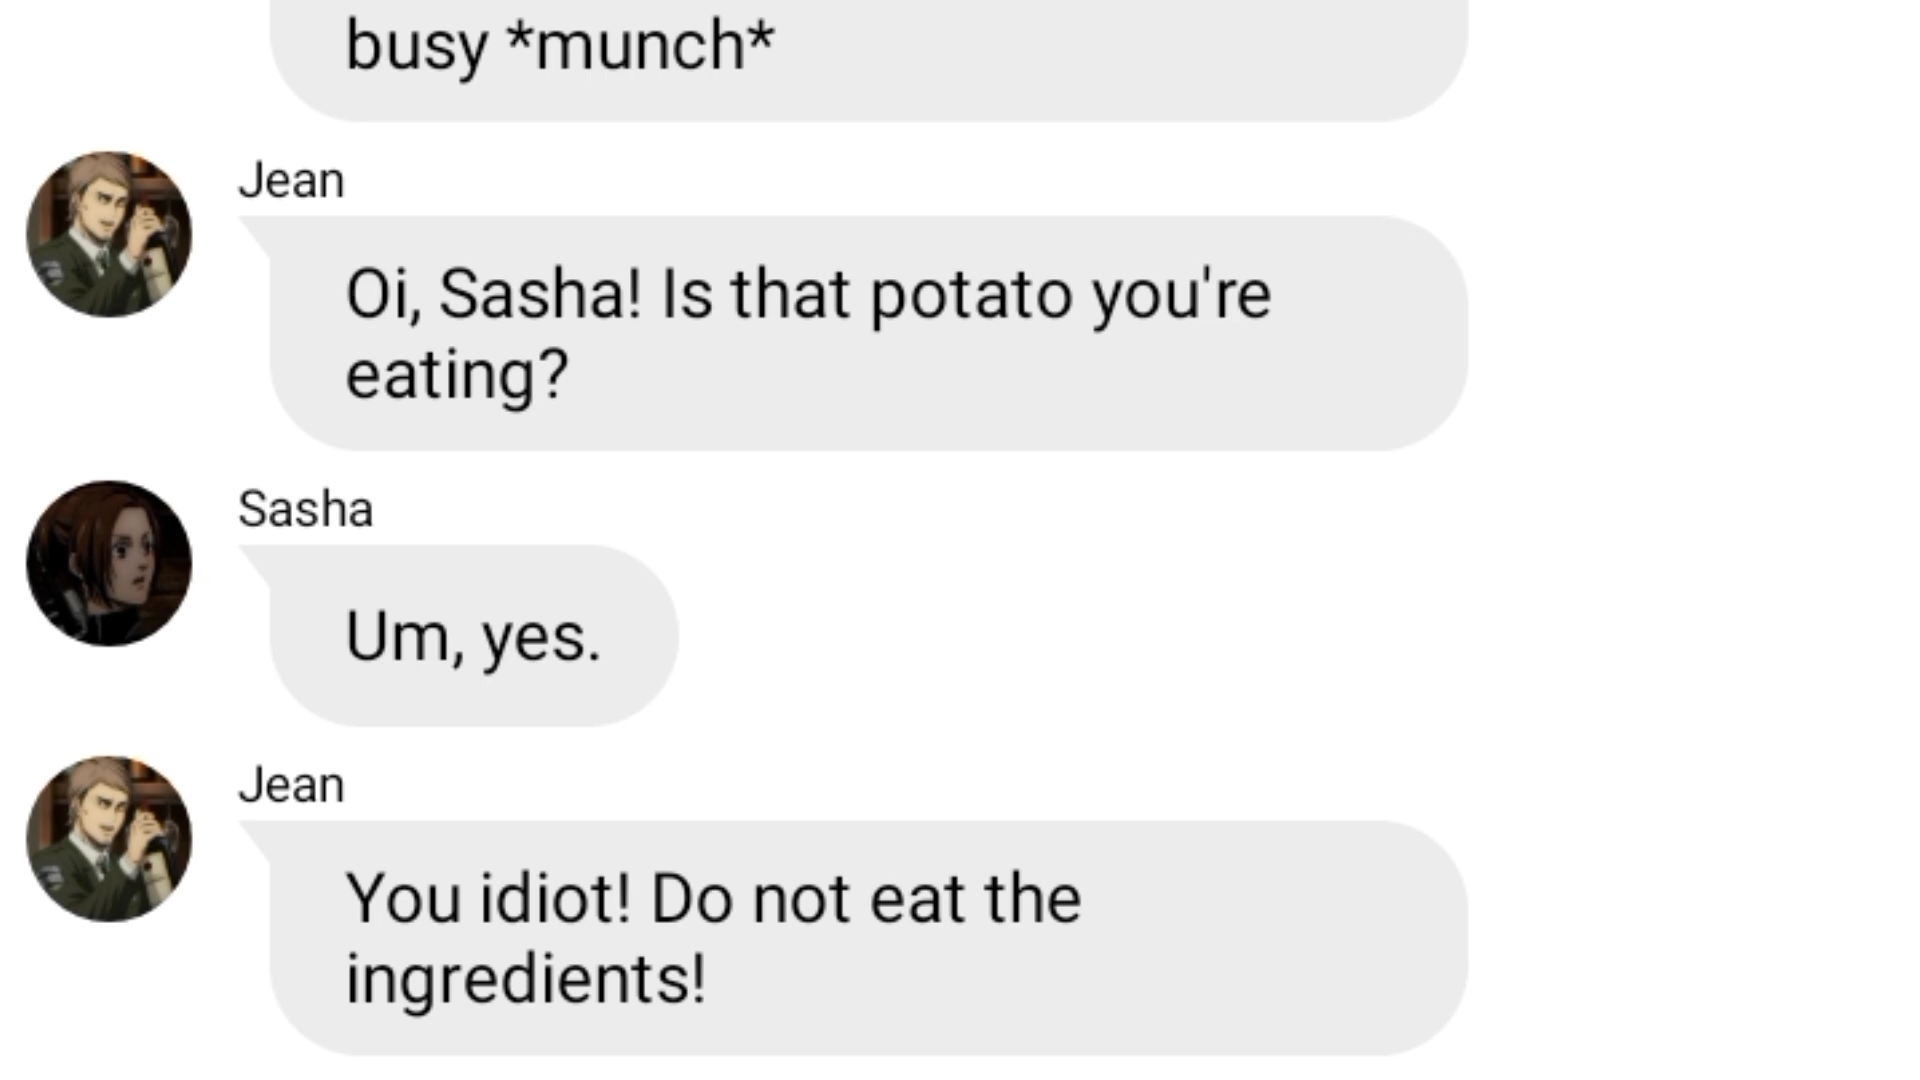 busy *munch*
Jean
Oi, Sasha! Is that potato you're
eating?
Sasha
Um, yes.
Jean
You idiot! Do not eat the
ingredients!